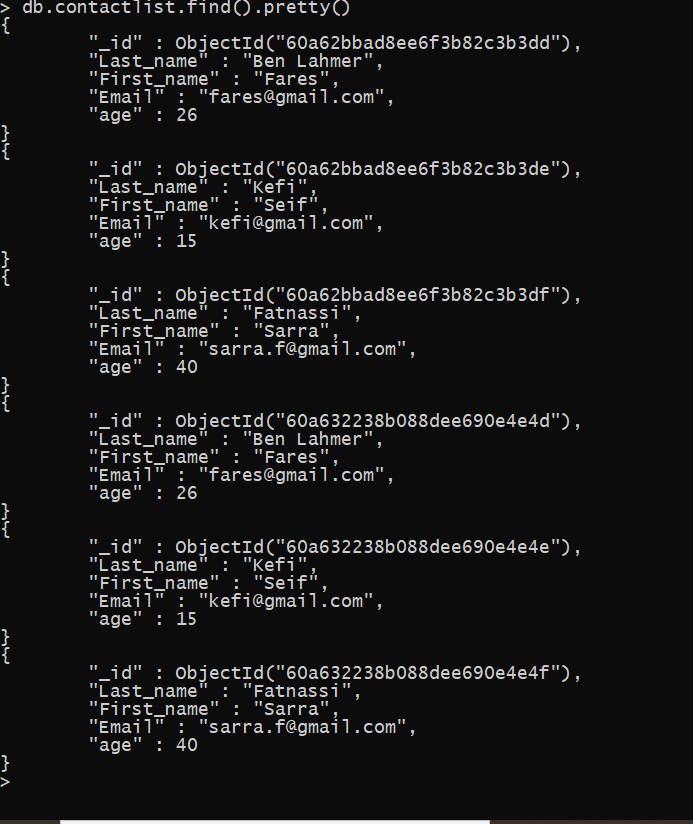 > db.contactlist.find().pretty()
{
        "_id" : ObjectId("60a62bbad8ee6f3b82c3b3dd"),
        "Last_name" : "Ben Lahmer",
        "First_name" : "Fares",
        "Email" : "fares@gmail.com",
        "age" : 26
}
{
        "_id" : ObjectId("60a62bbad8ee6f3b82c3b3de"),
        "Last_name" : "Kefi",
        "First_name" : "Seif",
        "Email" : "kefi@gmail.com",
        "age" : 15
}
{
        "_id" : ObjectId("60a62bbad8ee6f3b82c3b3df"),
        "Last_name" : "Fatnassi",
        "First_name" : "Sarra",
        "Email" : "sarra.f@gmail.com",
        "age" : 40
}
{
        "_id" : ObjectId("60a632238b088dee690e4e4d"),
        "Last_name" : "Ben Lahmer",
        "First_name" : "Fares",
        "Email" : "fares@gmail.com",
        "age" : 26
}
{
        "_id" : ObjectId("60a632238b088dee690e4e4e"),
        "Last_name" : "Kefi",
        "First_name" : "Seif",
        "Email" : "kefi@gmail.com",
        "age" : 15
}
{
        "_id" : ObjectId("60a632238b088dee690e4e4f"),
        "Last_name" : "Fatnassi",
        "First_name" : "Sarra",
        "Email" : "sarra.f@gmail.com",
        "age" : 40
}
>